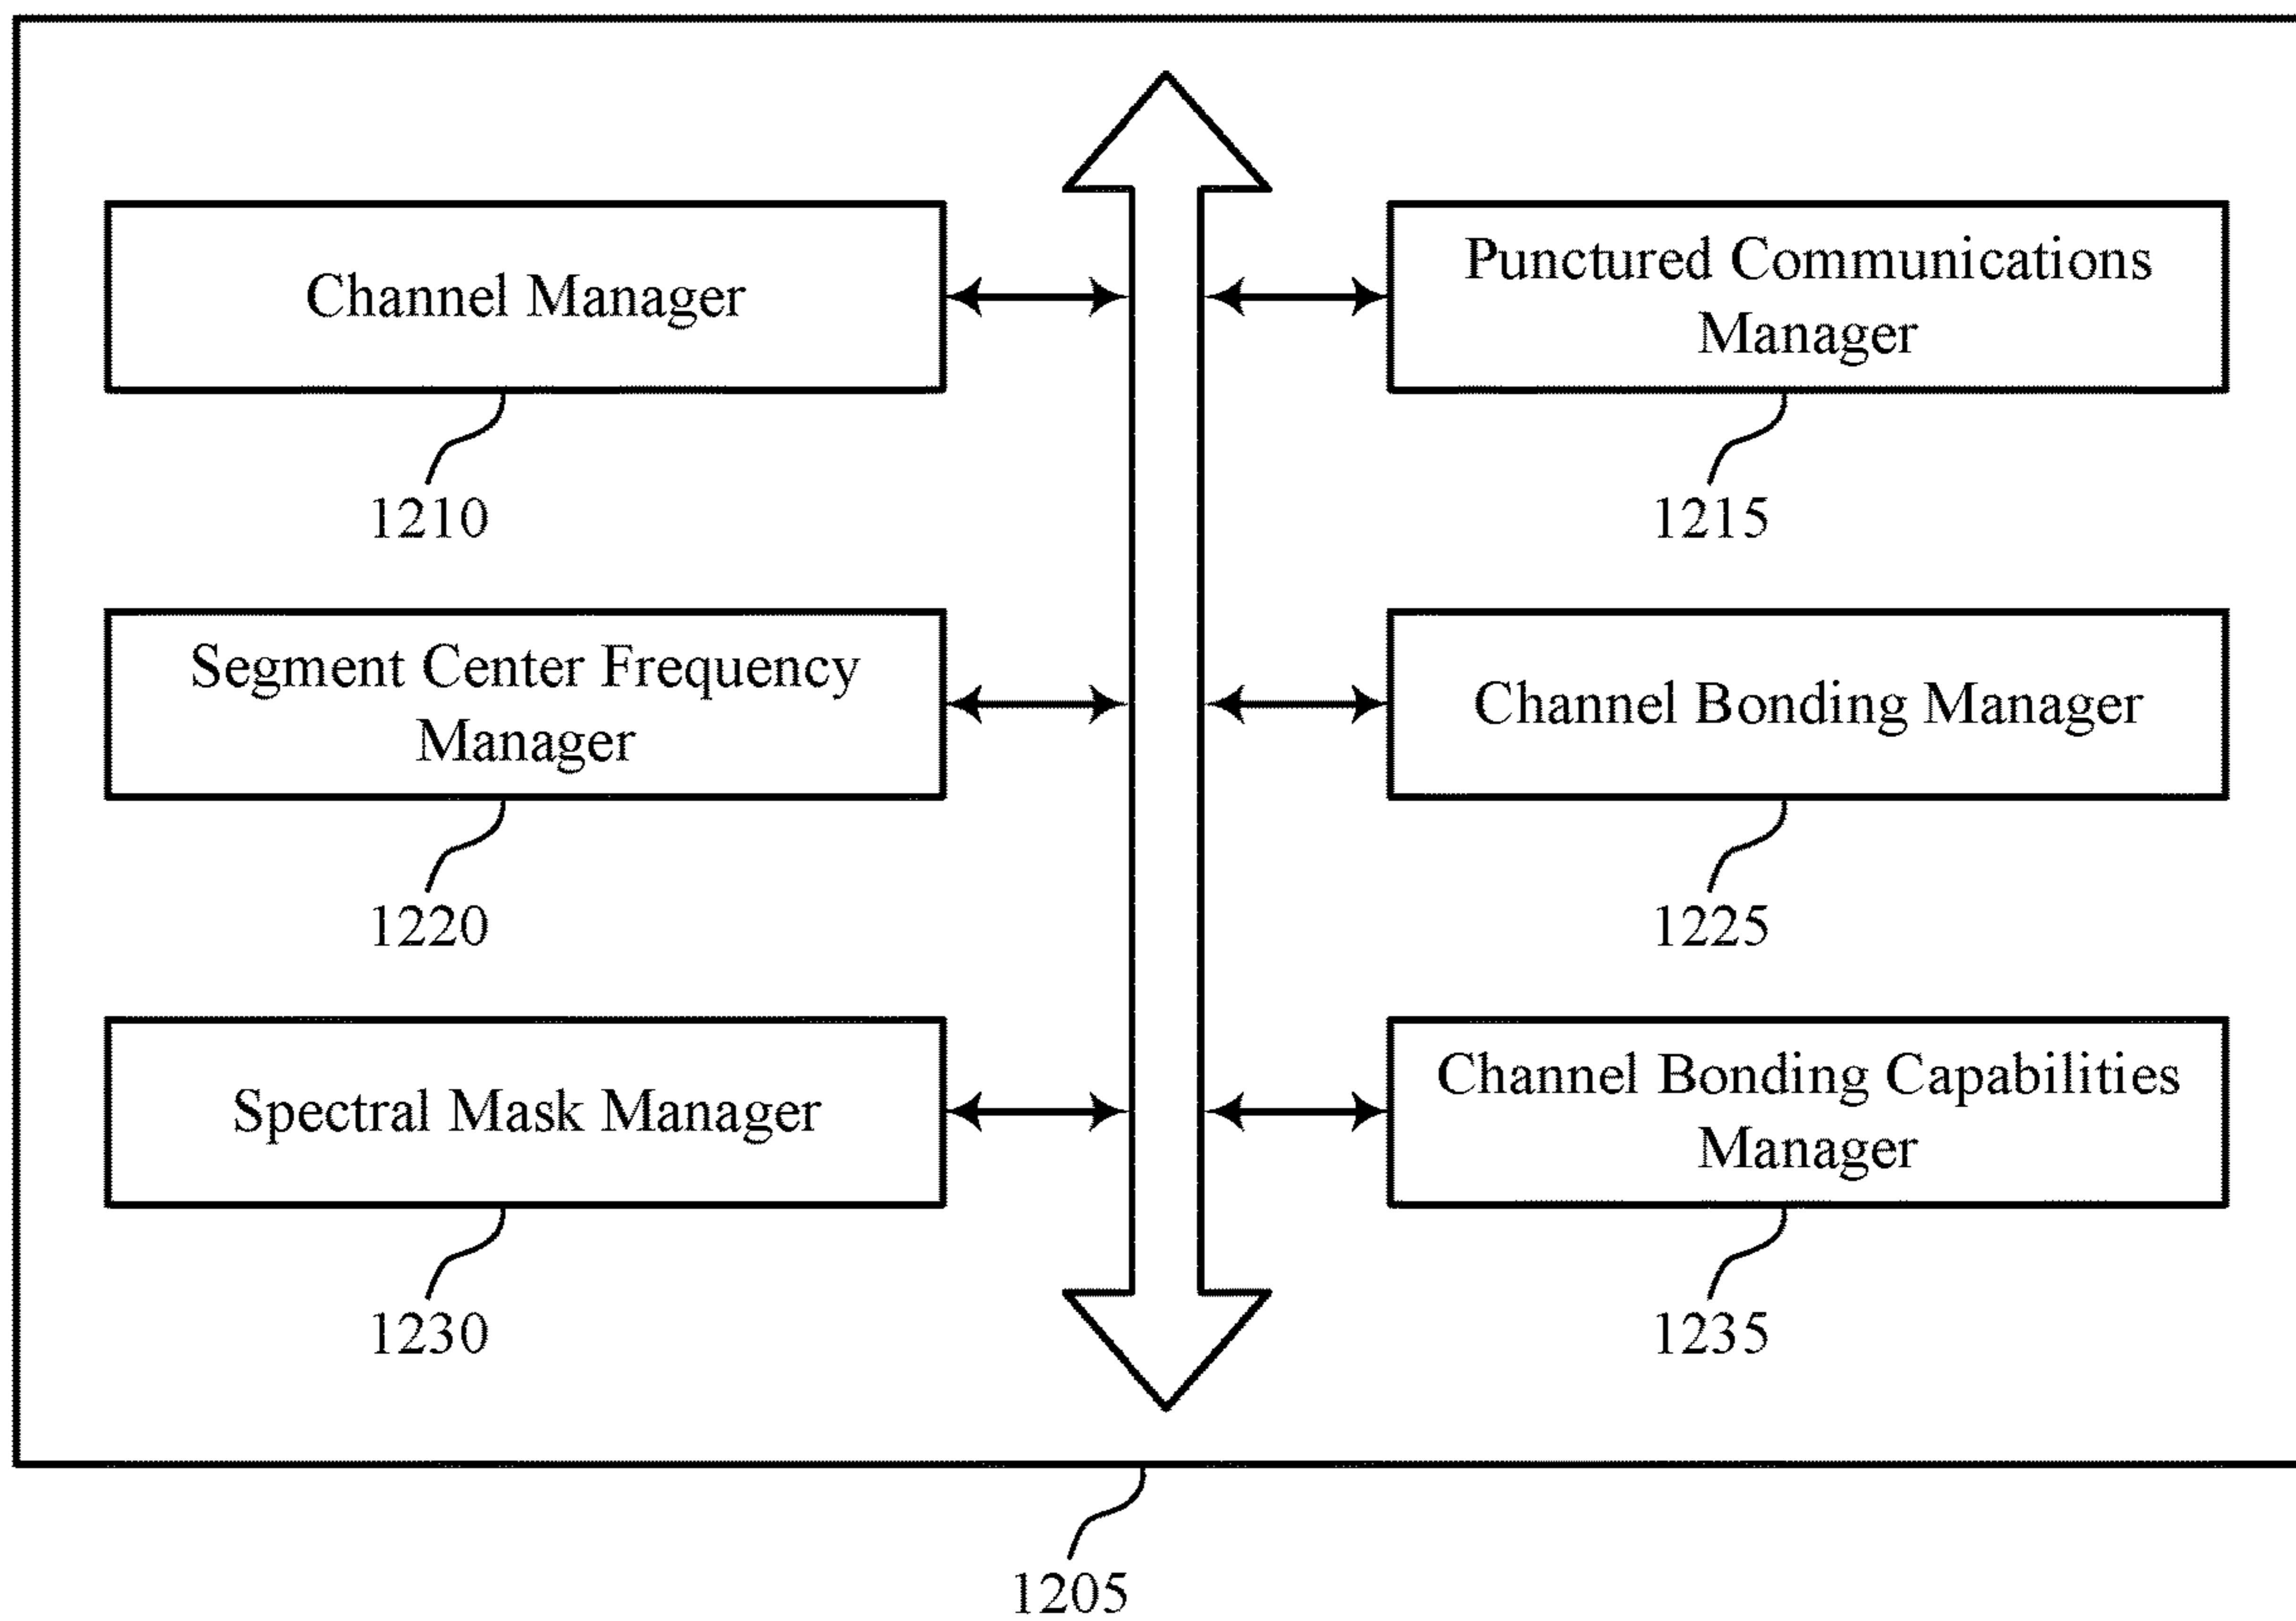 Channel Manager
1210
Punctured Communications
Manager
1215
Segment Center Frequency
Manager
1220
Channel Bonding Manager
1225
Spectral Mask Manager
1230
Channel Bonding Capabilities
Manager
1235
1205